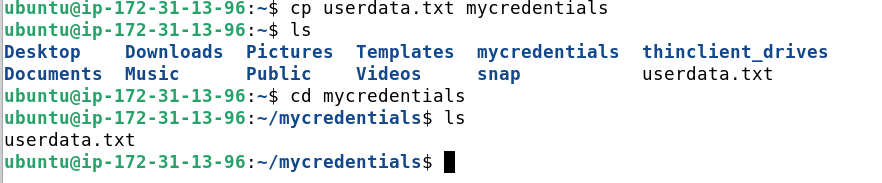 ubuntu@ip-172-31-13-96:~$ cp userdata.txt mycredentials
ubuntu@ip-172-31-13-96:~$ ls
Desktop    Downloads  Pictures  Templates  mycredentials  thinclient_drives
Documents  Music      Public    Videos     snap           userdata.txt
ubuntu@ip-172-31-13-96:~$ cd mycredentials
ubuntu@ip-172-31-13-96:~/mycredentials$ ls
userdata.txt
ubuntu@ip-172-31-13-96:~/mycredentials$